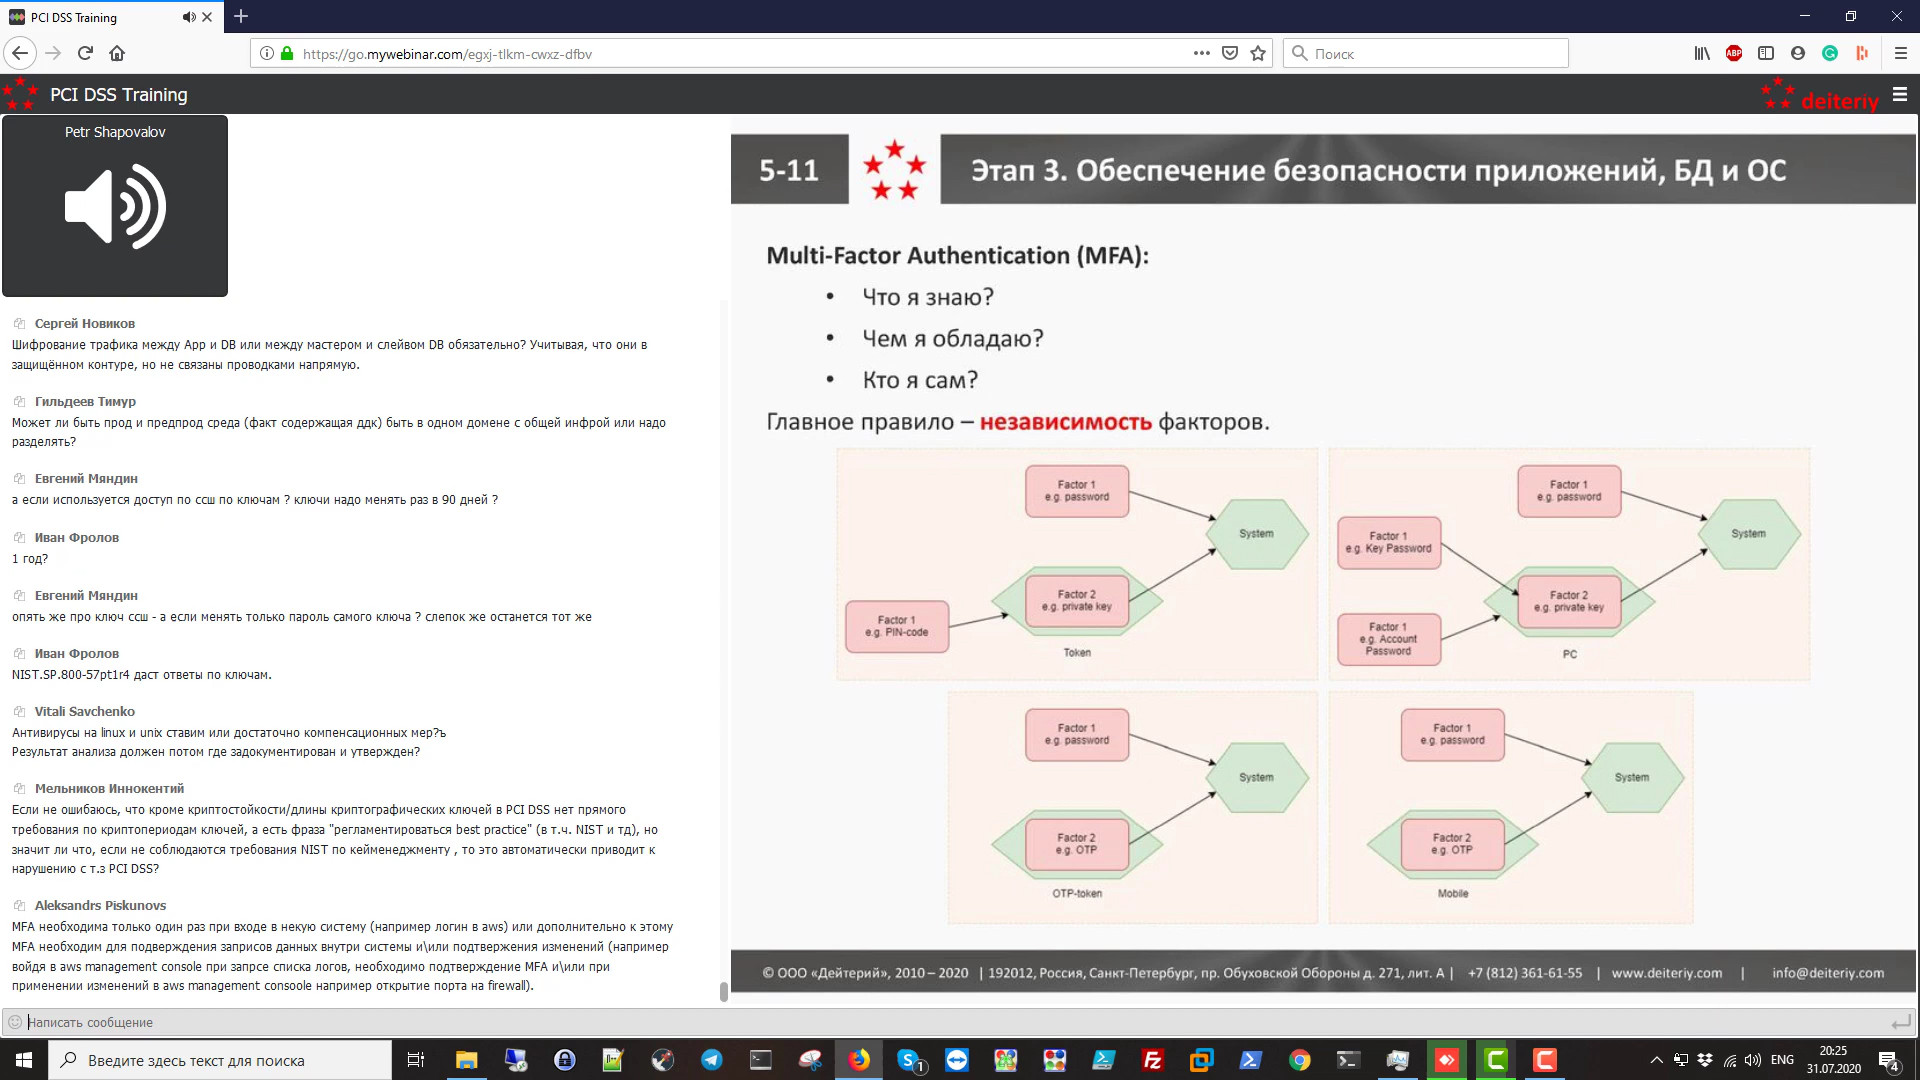 PCI DSS Training
https://go.mywebinar.com/egxj-tlkm-cwxz-dfbv
Поиск
ABP
PCI DSS Training
deiteriy
Petr Shapovalov
Сергей Новиков
Шифрование трафика между App и DB или между мастером и слейвом DB обязательно? Учитывая, что они в
защищённом контуре, но не связаны проводками напрямую.
Гильдеев Тимур
Может ли быть прод и предпрод среда (факт содержащая ддк) быть в одном домене с общей инфрой или надо
разделять?
Евгений Мяндин
а если используется доступ по ссш по ключам ? ключи надо менять раз в 90 дней ?
Иван Фролов
1 год?
Евгений Мяндин
опять же про ключ ссш - а если менять только пароль самого ключа ? слепок же останется тот же
Иван Фролов
NIST.SP.800-57pt1r4 даст ответы по ключам.
Vitali Savchenko
Антивирусы на linux и unix ставим или достаточно компенсационных мер?ъ
Результат анализа должен потом где задокументирован и утвержден?
Мельников Иннокентий
Если не ошибаюсь, что кроме криптостойкости/длины криптографических ключей в PCI DSS нет прямого
требования по криптопериодам ключей, а есть фраза "регламентироваться best practice" (в т.ч. NIST и тд), но
значит ли что, если не соблюдаются требования NIST по кейменеджменту , то это автоматически приводит к
нарушению с т.з PCI DSS?
Aleksandrs Piskunovs
MFA необходима только один раз при входе в некую систему (например логин в aws) или дополнительно к этому
MFA необходим для подверждения записов данных внутри системы и\или подтвержения изменений (например
войдя в aws management console при запрсе списка логов, необходимо подтверждение MFA и\или при
применении изменений в aws management consoole например открытие порта на firewall).
Написать сообщение
5-11
Этап 3. Обеспечение безопасности приложений, БД и ОС
Multi-Factor Authentication (MFA):
• Что я знаю?
• Чем я обладаю?
• Кто я сам?
Главное правило – независимость факторов.
Factor 1
e.g. password
System
Factor 2
e.g. private key
Factor 1
e.g. PIN-code
Token
Factor 1
e.g. password
Factor 1
e.g. Key Password
System
Factor 2
e.g. private key
Factor 1
e.g. Account
Password
PC
Factor 1
e.g. password
System
Factor 2
e.g. OTP
OTP-token
Factor 1
e.g. password
System
Factor 2
e.g. OTP
Mobile
© ООО «Дейтерий», 2010 – 2020 | 192012, Россия, Санкт-Петербург, пр. Обуховской Обороны д. 271, лит. А | +7 (812) 361-61-55 | www.deiteriy.com | info@deiteriy.com
Введите здесь текст для поиска
1
ENG
20:25
31.07.2020
4